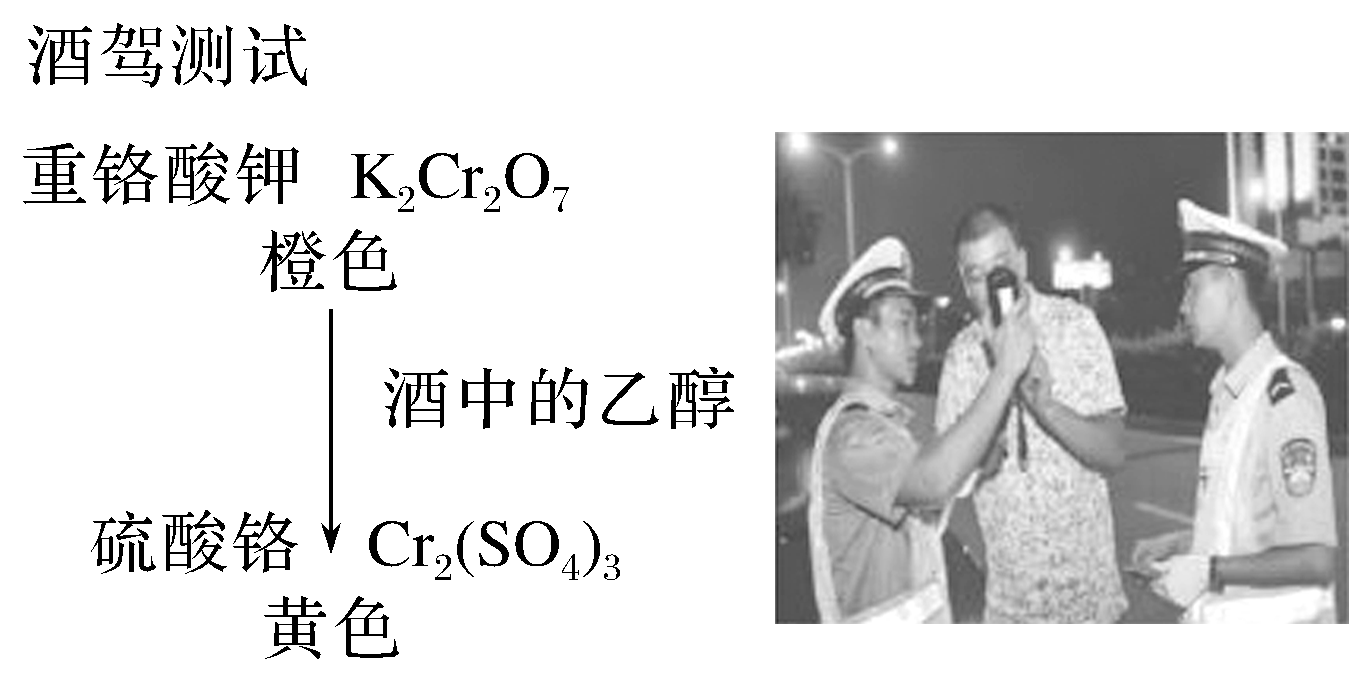 酒驾测试
重铬酸钾 K₂Cr₂O₇
橙色
酒中的乙醇
硫酸铬 Cr₂(SO₄)₃
黄色